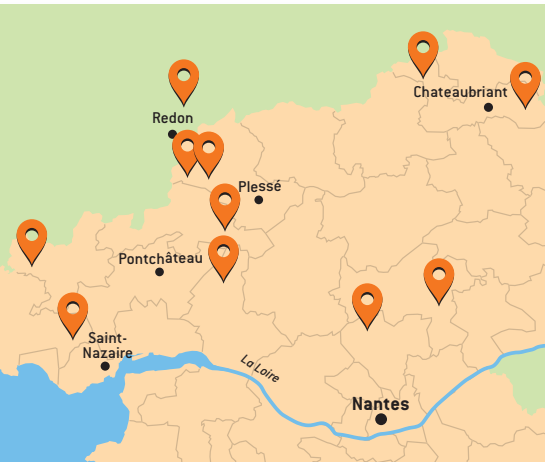 Chateaubriant
Redon
Plessé
Pontchâteau
Saint-
Nazaire
La Loire
Nantes